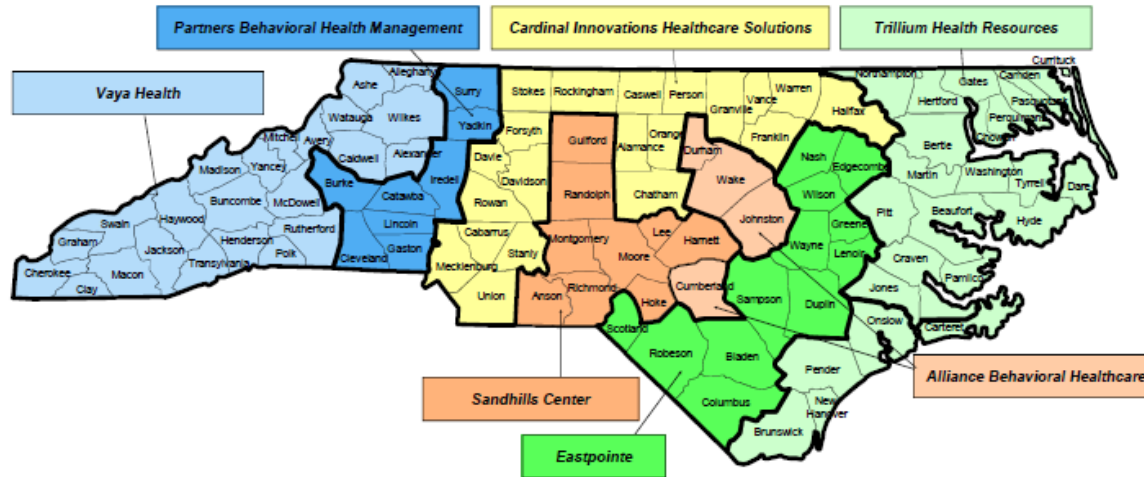 Partners Behavioral Health Management
Cardinal Innovations Healthcare Solutions
Trillium Health Resources
Vaya Health
Currituck
Alleghany
Ashe
Surry
Stokes
Rockingham
Caswell
Person
Granville
Vance
Warren
Northampton
Gates
Camden
Pasquotank
Perquimans
Chowan
Hertford
Halifax
Watauga
Wilkes
Yadkin
Forsyth
Guilford
Orange
Alamance
Durham
Franklin
Nash
Edgecombe
Bertie
Mitchell
Avery
Yancey
Madison
Caldwell
Alexander
Iredell
Davie
Davidson
Randolph
Chatham
Wake
Wilson
Martin
Washington
Tyrrell
Dare
Burke
Catawba
Rowan
Johnston
Greene
Pitt
Beaufort
Hyde
Swain
Haywood
Buncombe
McDowell
Rutherford
Lincoln
Gaston
Cleveland
Cabarrus
Stanly
Montgomery
Moore
Lee
Harnett
Wayne
Lenoir
Craven
Pamlico
Graham
Jackson
Henderson
Transylvania
Polk
Cherokee
Macon
Clay
Mecklenburg
Union
Anson
Richmond
Hoke
Cumberland
Sampson
Duplin
Jones
Onslow
Carteret
Scotland
Robeson
Bladen
Columbus
Pender
New
Hanover
Brunswick
Sandhills Center
Alliance Behavioral Healthcare
Eastpointe